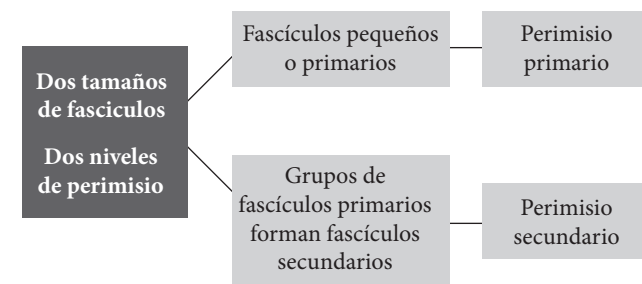 Dos tamaños
de fasciculos
Dos niveles
de perimisio
Fascículos pequeños
o primarios
Perimisio
primario
Grupos de
fascículos primarios
forman fascículos
secundarios
Perimisio
secundario